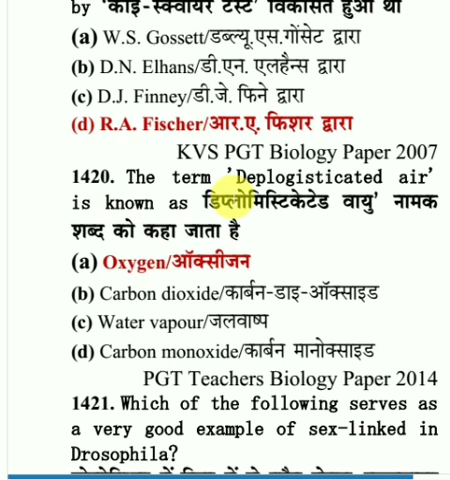 by 'काई-स्क्वायर टेस्ट' विकसित हुआ था
(a) W.S. Gossett/डब्ल्यू.एस.गोंसेट द्वारा
(b) D.N. Elhans/डी.एन. एलहैन्स द्वारा
(c) D.J. Finney/डी.जे. फिने द्वारा
(d) R.A. Fischer/आर.ए. फिशर द्वारा
KVS PGT Biology Paper 2007
1420. The term 'Deplogisticated air'
is known as डिप्लोमिस्टिकेटेड वायु' नामक
शब्द को कहा जाता है
(a) Oxygen/ऑक्सीजन
(b) Carbon dioxide/कार्बन-डाइ-ऑक्साइड
(c) Water vapour/जलवाष्प
(d) Carbon monoxide/कार्बन मानोक्साइड
PGT Teachers Biology Paper 2014
1421. Which of the following serves as
a very good example of sex-linked in
Drosophila?